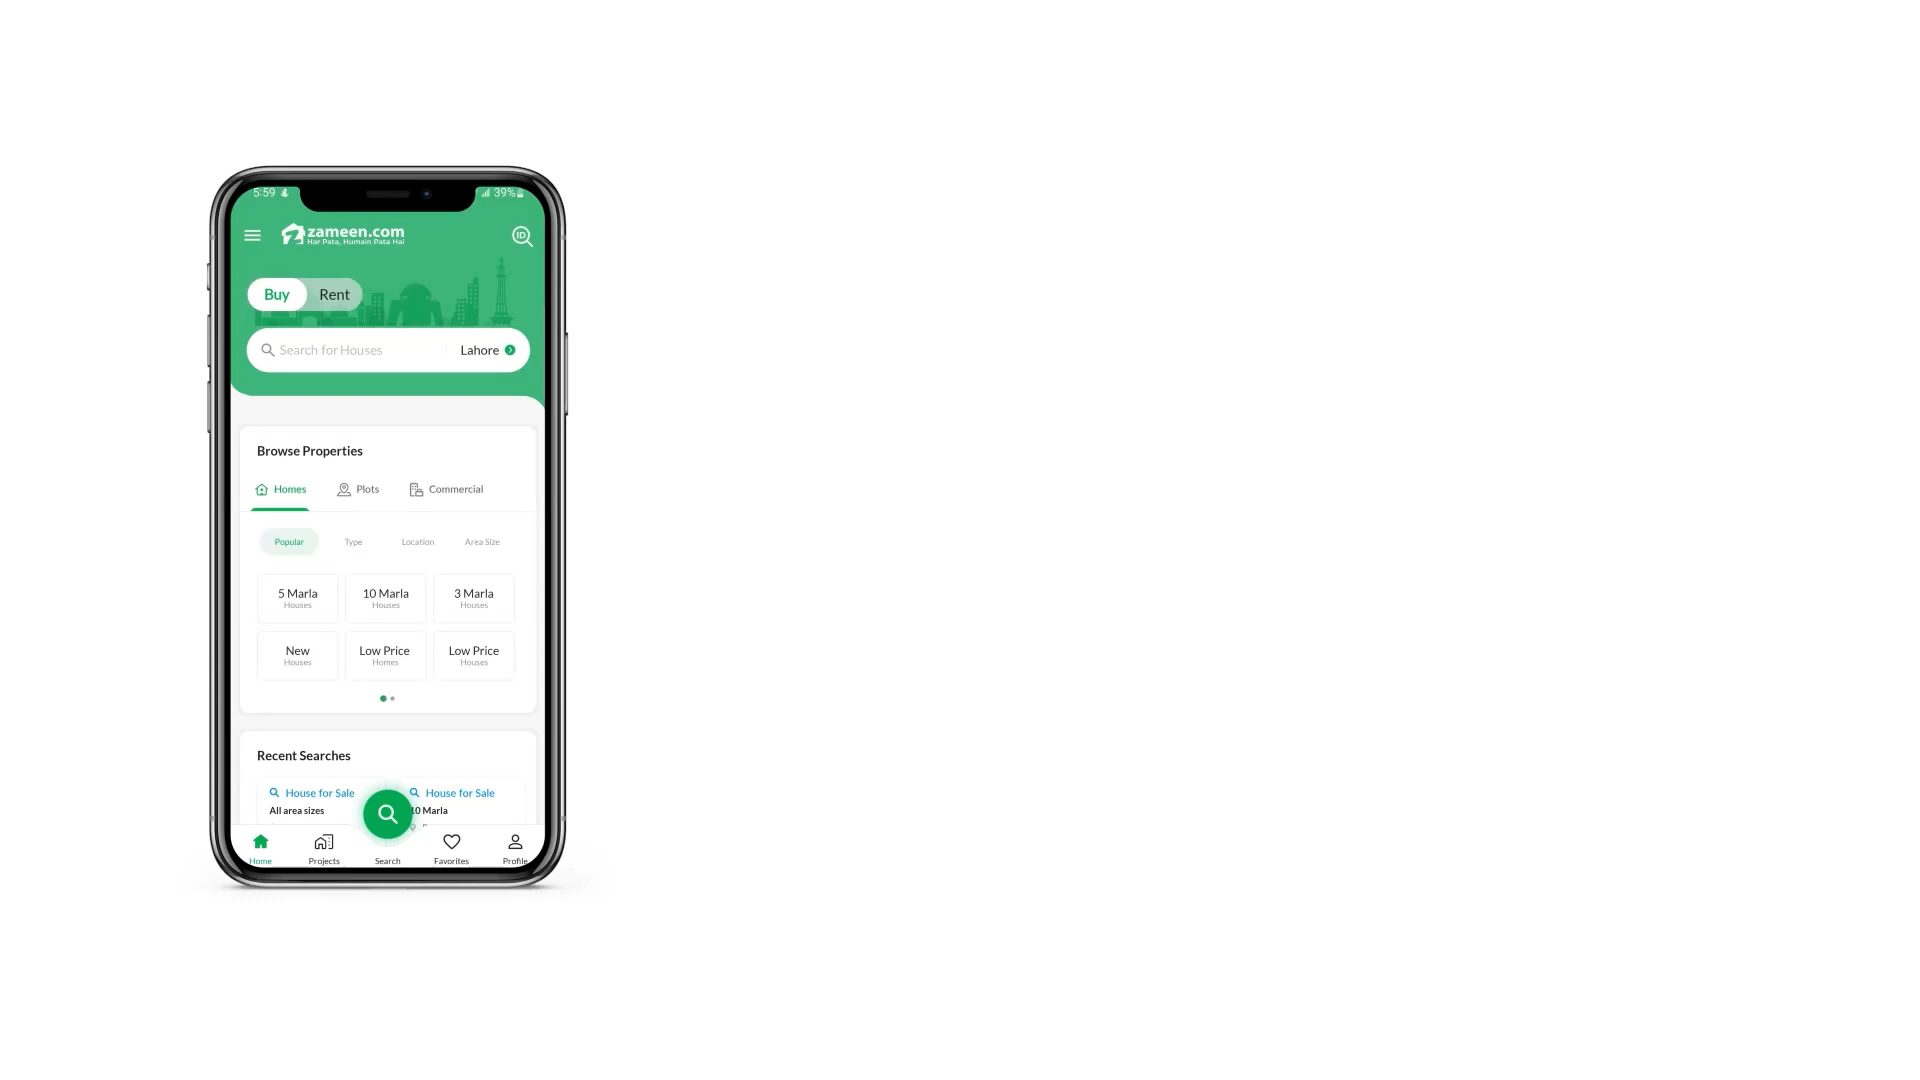 5:59
39%
zameen.com
Har Pata, Humain Pata Hai
ID
Buy Rent
Search for Houses Lahore
Browse Properties
Homes Plots Commercial
Popular Type Location Area Size
5 Marla 10 Marla 3 Marla
Houses Houses Houses
New Low Price Low Price
Houses Homes Houses
Recent Searches
House for Sale House for Sale
All area sizes 10 Marla
Home Projects Search Favorites Profile